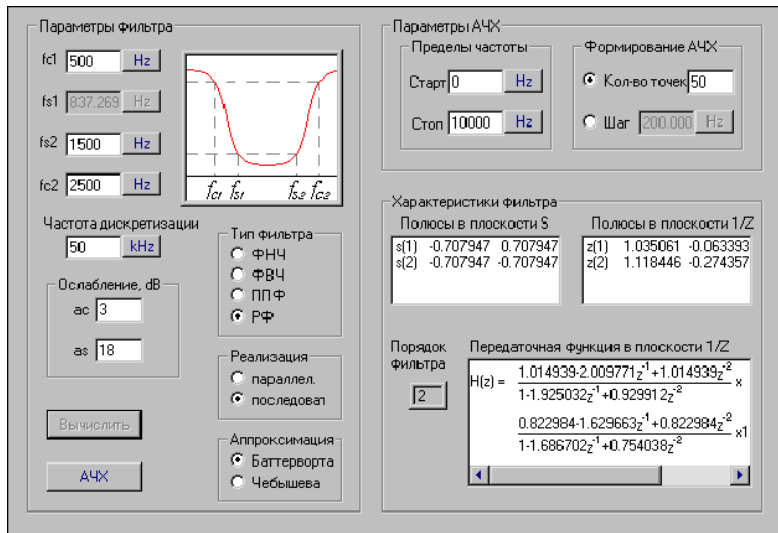 Параметры фильтра
fc1 500 Hz
fs1 837.269 Hz
fs2 1500 Hz
fc2 2500 Hz
fc1 fs1 fs2 fc2
Частота дискретизации
50 kHz
Ослабление, dB
ac 3
as 18
Вычислить
АЧХ
Тип фильтра
ФНЧ
ФВЧ
ППФ
РФ
Реализация
параллел.
последоват
Аппроксимация
Баттерворта
Чебышева
Параметры АЧХ
Пределы частоты
Старт 0 Hz
Стоп 10000 Hz
Формирование АЧХ
Кол-во точек 50
Шаг 200.000 Hz
Характеристики фильтра
Полюсы в плоскости S
s(1) -0.707947 0.707947
s(2) -0.707947 -0.707947
Полюсы в плоскости 1/Z
z(1) 1.035061 -0.063393
z(2) 1.118446 -0.274357
Порядок
фильтра
2
Передаточная функция в плоскости 1/Z
1.014939-2.009771z⁻¹+1.014939z⁻²
H(z) = x
1-1.925032z⁻¹+0.929912z⁻²
0.822984-1.629663z⁻¹+0.822984z⁻²
x1
1-1.686702z⁻¹+0.754038z⁻²